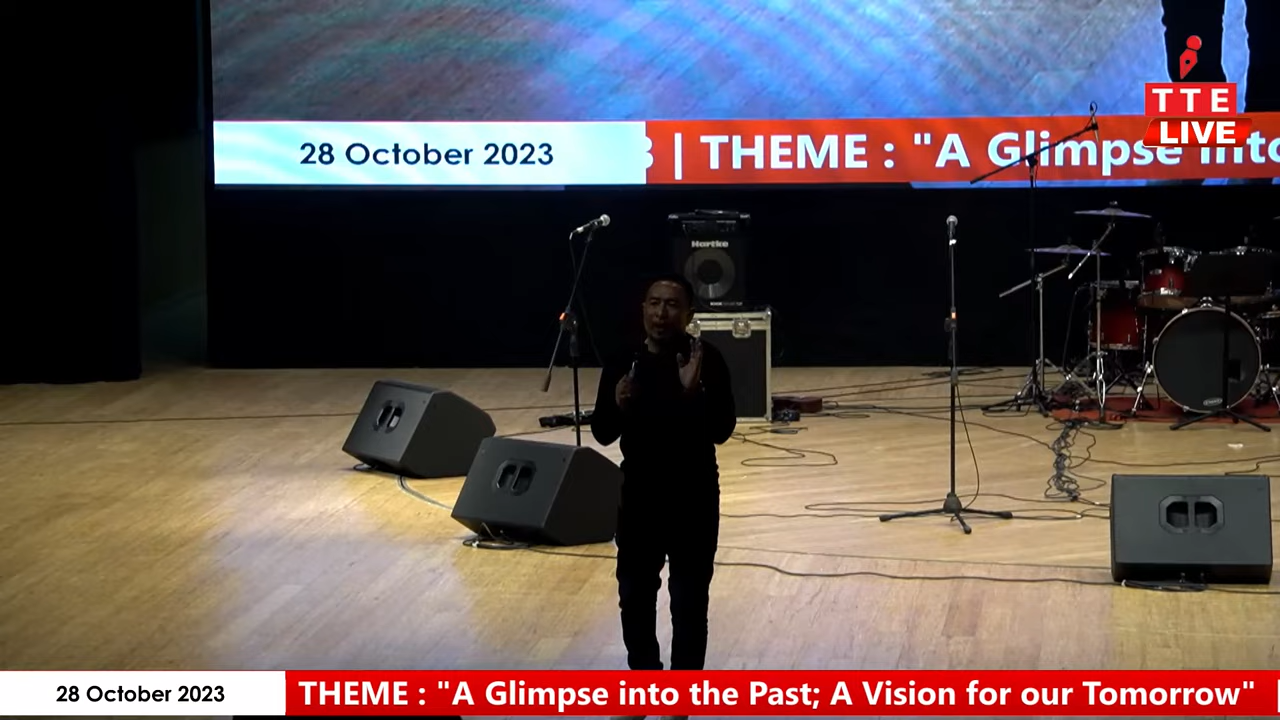 TTE
LIVE
28 October 2023
3 | THEME : "A Glimpse into
Hartke
28 October 2023
THEME : "A Glimpse into the Past; A Vision for our Tomorrow"